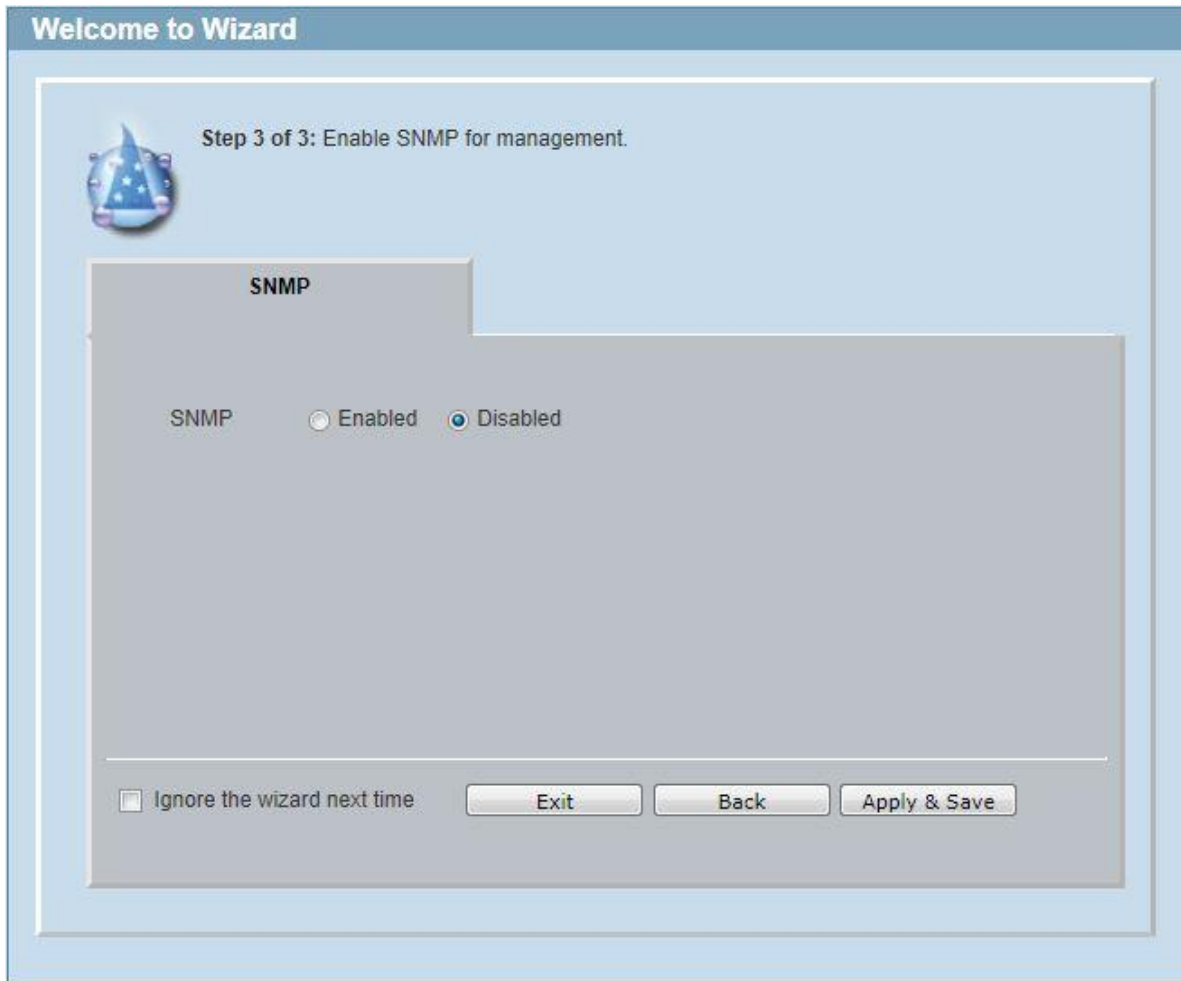 Welcome to Wizard
Step 3 of 3: Enable SNMP for management.
SNMP
SNMP Enabled Disabled
Ignore the wizard next time Exit Back Apply & Save